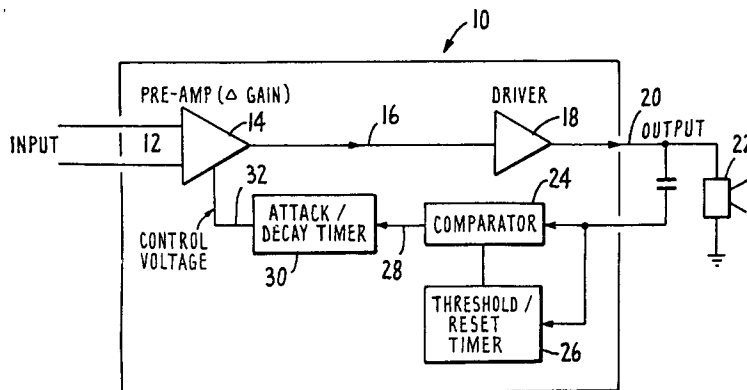 10
PRE-AMP (Δ GAIN)
DRIVER
INPUT
12
14
16
18
20
OUTPUT
22
24
32
ATTACK / DECAY TIMER
COMPARATOR
CONTROL VOLTAGE
30
28
THRESHOLD / RESET TIMER
26